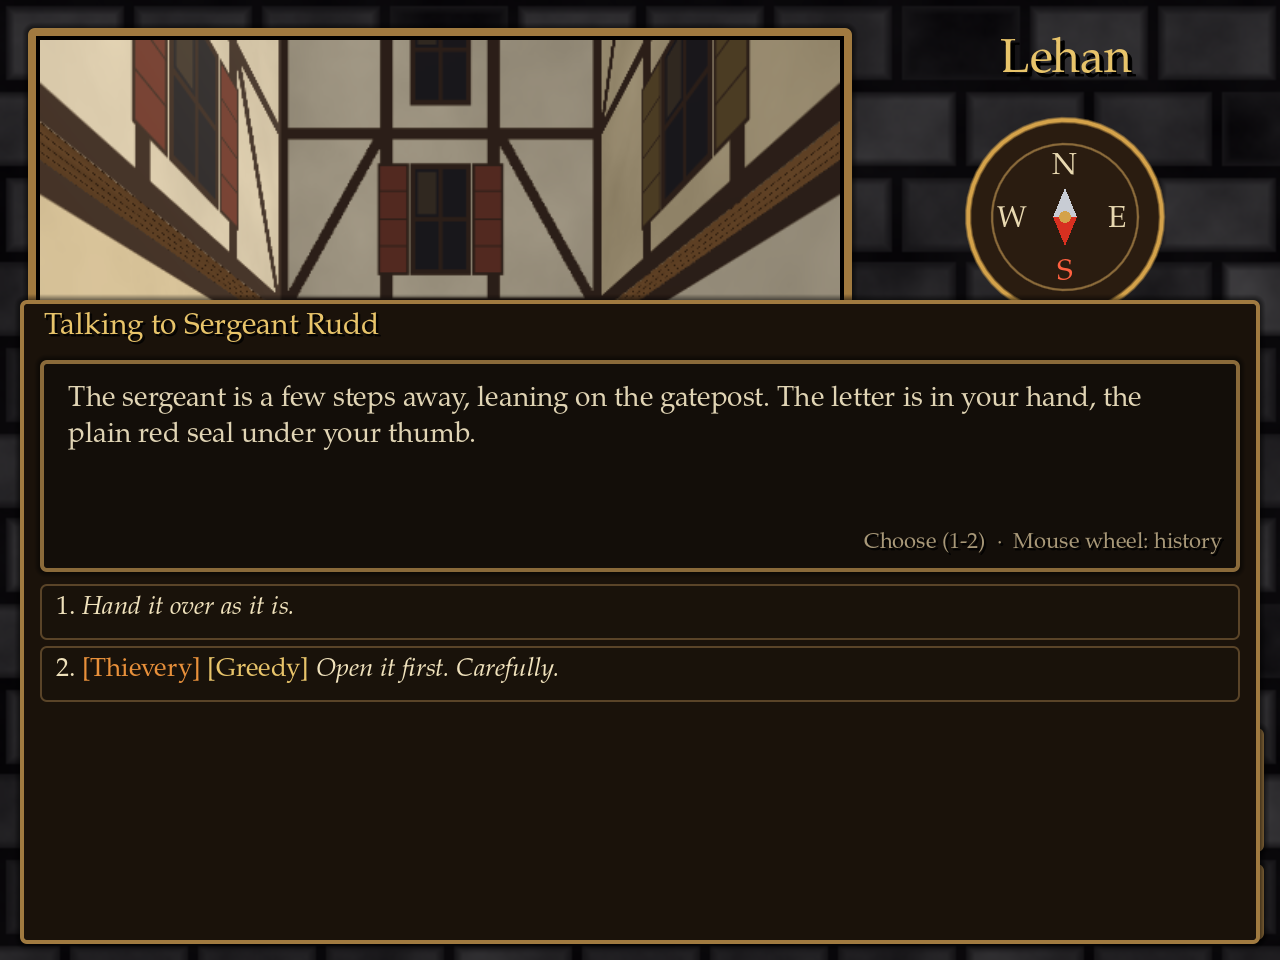 Lehan
N
W E
S
Talking to Sergeant Rudd
The sergeant is a few steps away, leaning on the gatepost. The letter is in your hand, the
plain red seal under your thumb.
Choose (1-2) · Mouse wheel: history
1. Hand it over as it is.
2. [Thievery] [Greedy] Open it first. Carefully.